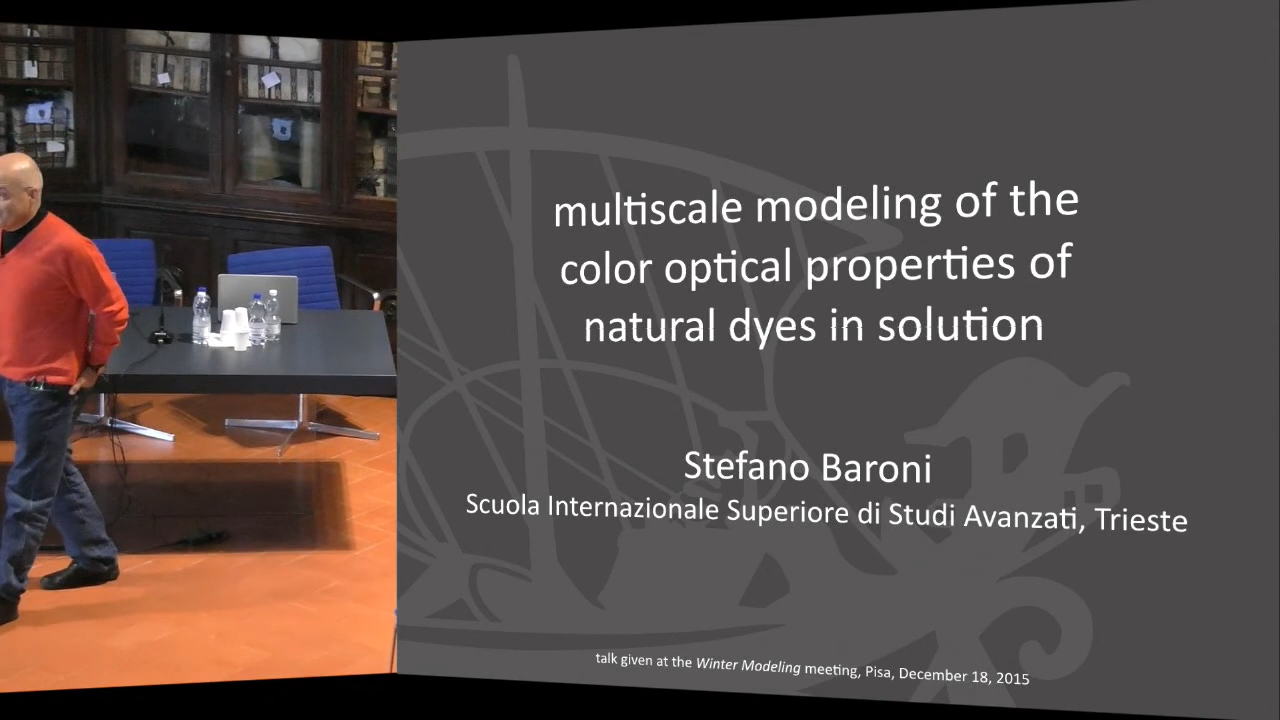 multiscale modeling of the
color optical properties of
natural dyes in solution
Stefano Baroni
Scuola Internazionale Superiore di Studi Avanzati, Trieste
talk given at the Winter Modeling meeting, Pisa, December 18, 2015